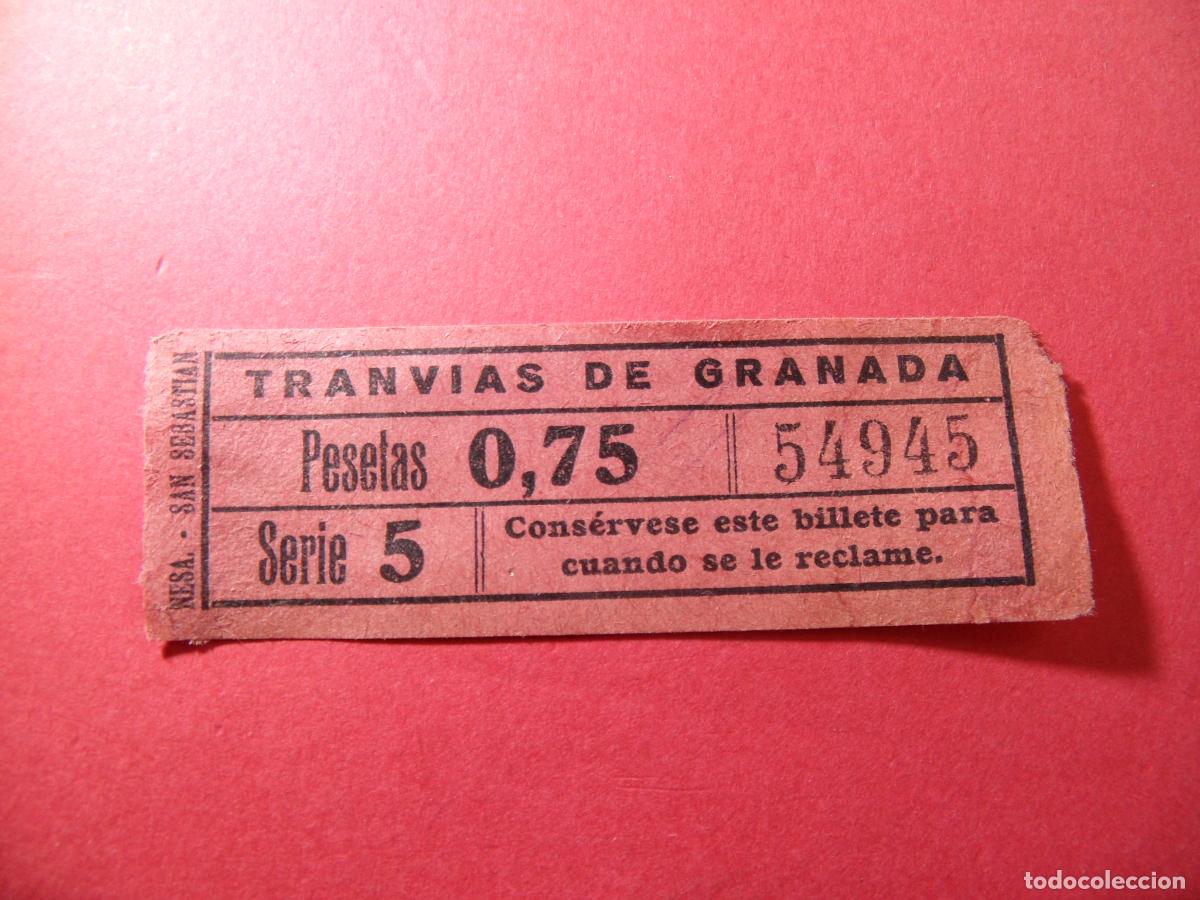 TRANVIAS DE GRANADA
Pesetas 0,75 54945
Serie 5
Consérvese este billete para
cuando se le reclame.
NESA. - SAN SEBASTIAN
todocoleccion